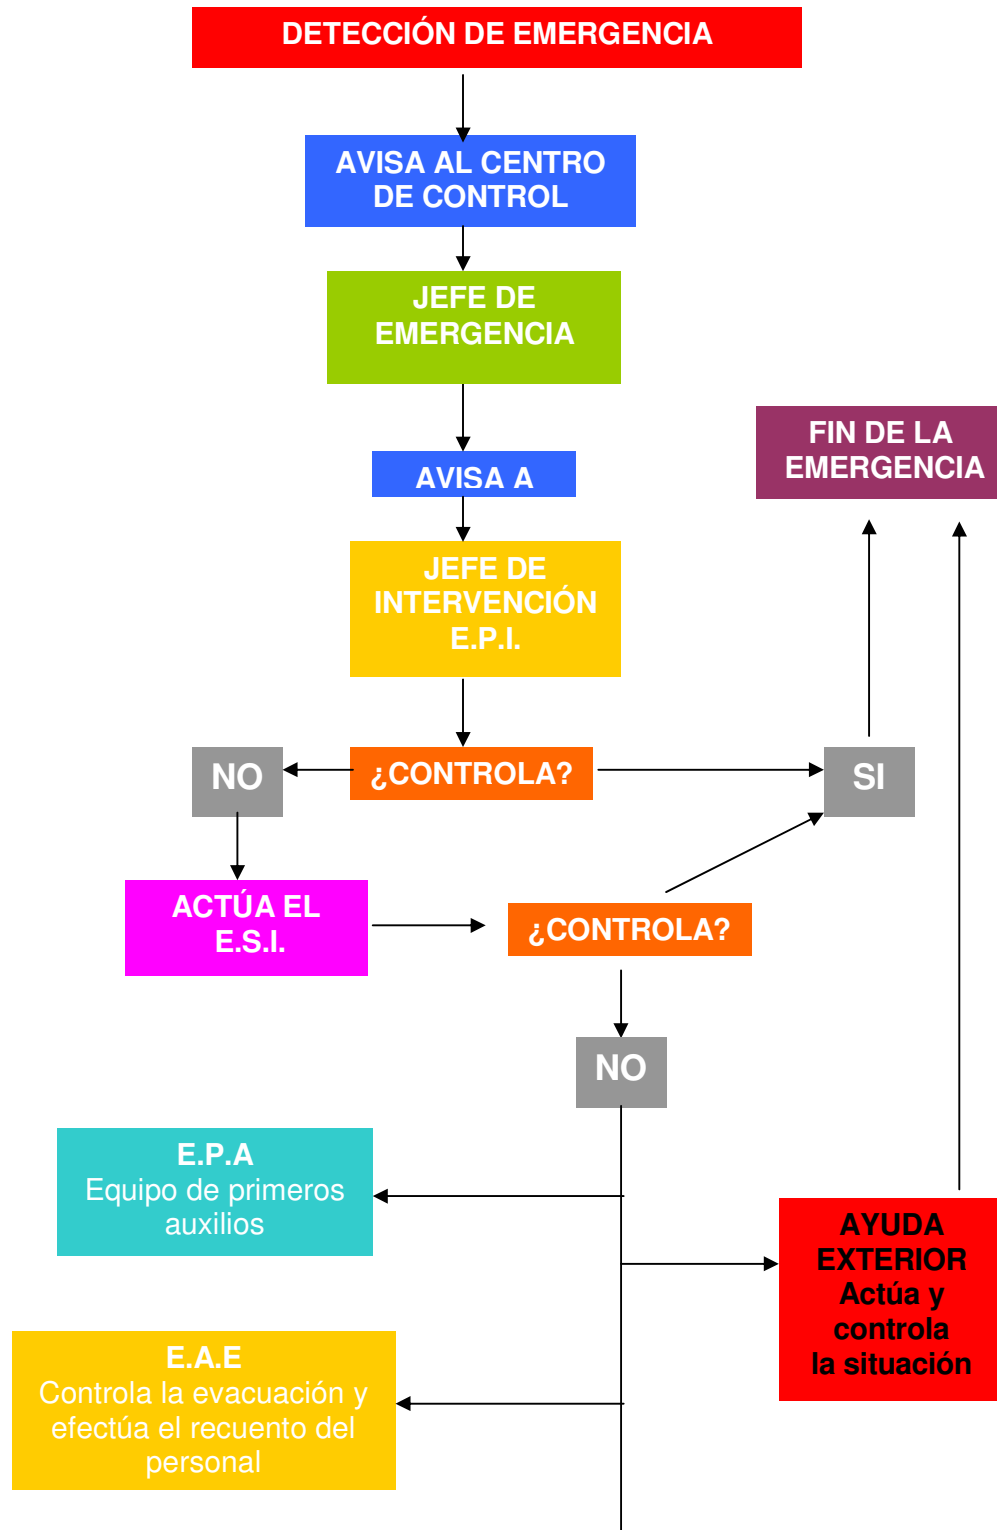 DETECCIÓN DE EMERGENCIA
AVISA AL CENTRO
DE CONTROL
JEFE DE
EMERGENCIA
AVISA A
FIN DE LA
EMERGENCIA
JEFE DE
INTERVENCIÓN
E.P.I.
NO
¿CONTROLA?
SI
ACTÚA EL
E.S.I.
¿CONTROLA?
NO
E.P.A
Equipo de primeros
auxilios
AYUDA
EXTERIOR
Actúa y
controla
la situación
E.A.E
Controla la evacuación y
efectúa el recuento del
personal